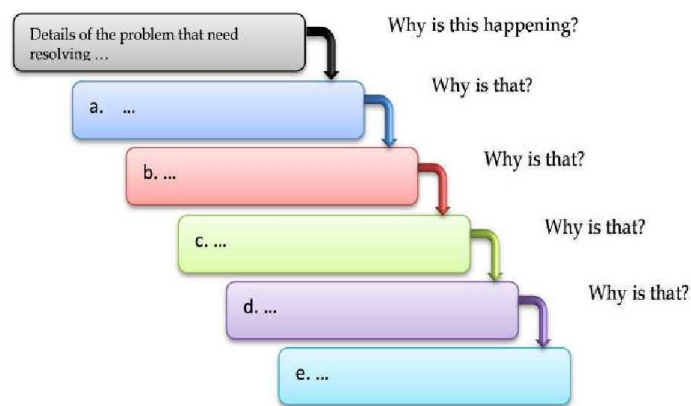 Details of the problem that need
resolving ...
Why is this happening?
a. ...
Why is that?
b. ...
Why is that?
c. ...
Why is that?
d. ...
Why is that?
e. ...